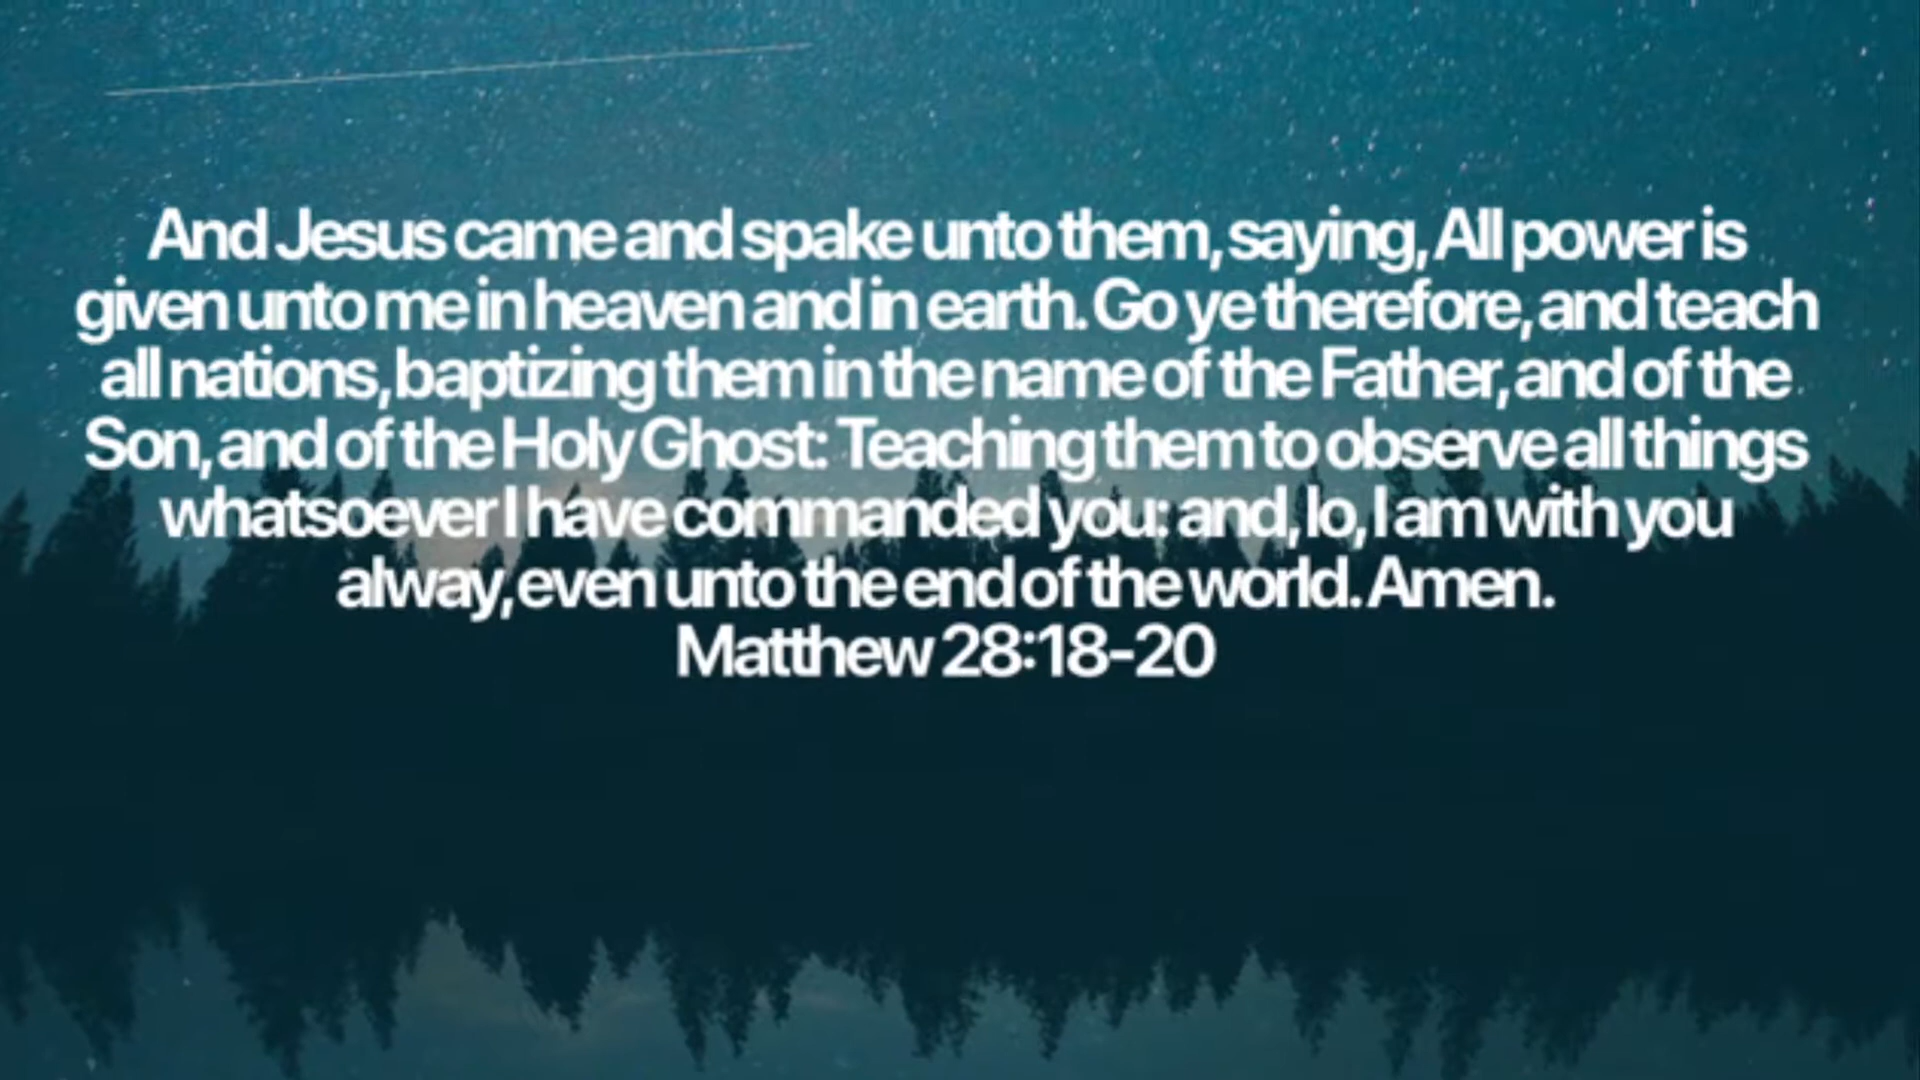 And Jesus came and spake unto them, saying, All power is
given unto me in heaven and in earth. Go ye therefore, and teach
all nations, baptizing them in the name of the Father, and of the
Son, and of the Holy Ghost: Teaching them to observe all things
whatsoever I have commanded you: and, lo, I am with you
alway, even unto the end of the world. Amen.
Matthew 28:18-20